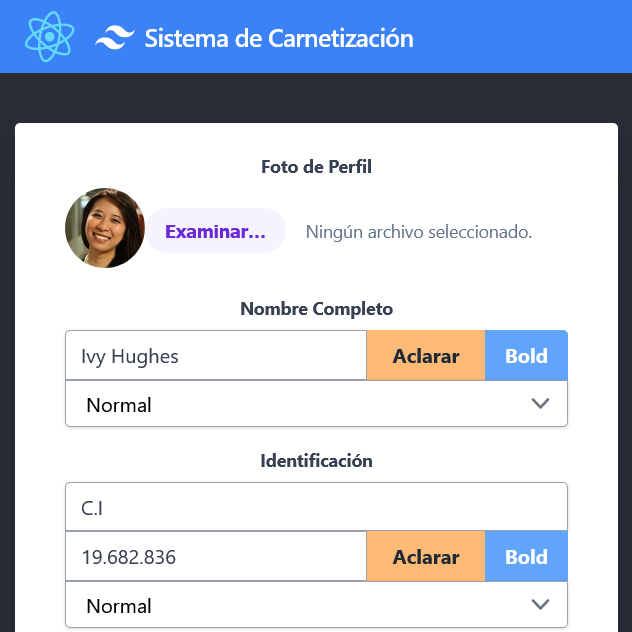 Sistema de Carnetización
Foto de Perfil
Examinar... Ningún archivo seleccionado.
Nombre Completo
Ivy Hughes Aclarar Bold
Normal
Identificación
C.I
19.682.836 Aclarar Bold
Normal